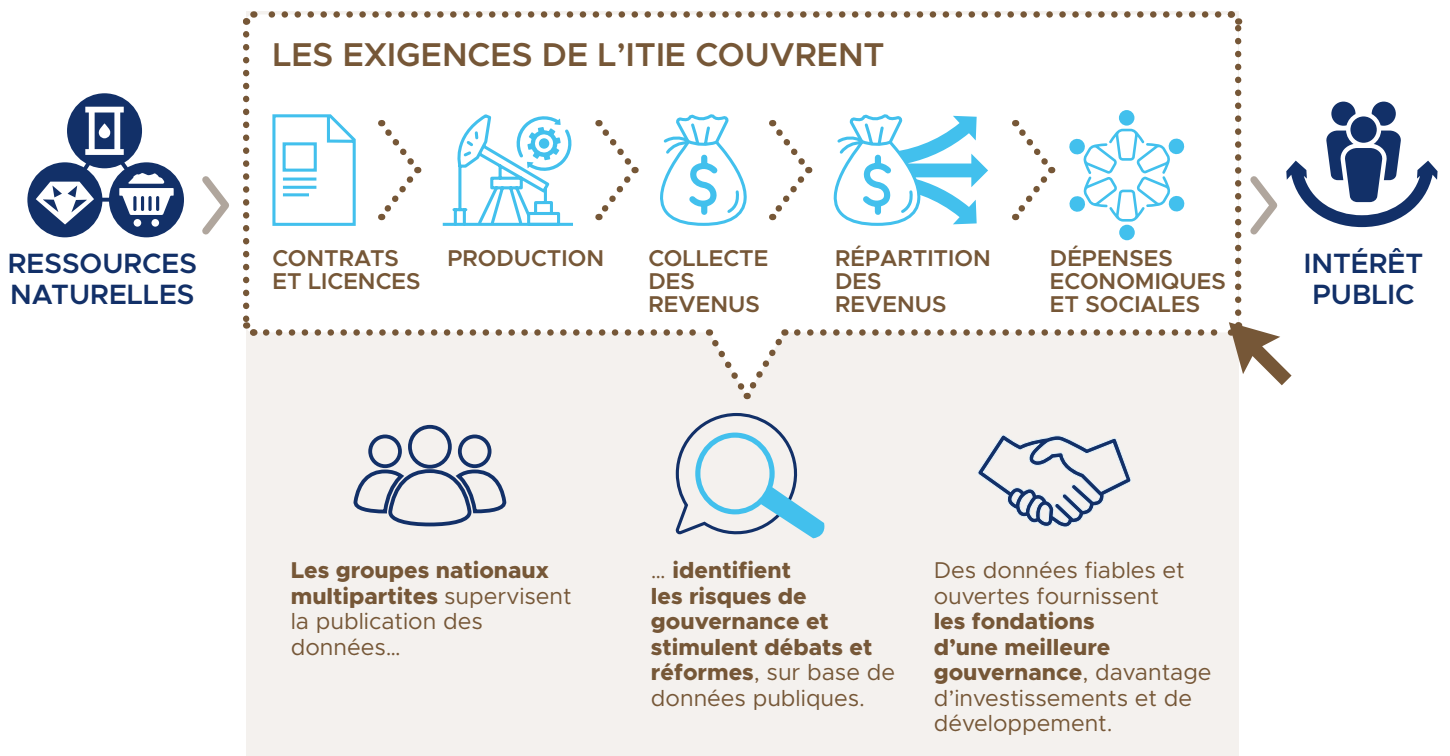 LES EXIGENCES DE L'ITIE COUVRENT
RESSOURCES
NATURELLES
CONTRATS
ET LICENCES
PRODUCTION
COLLECTE
DES
REVENUS
RÉPARTITION
DES
REVENUS
DÉPENSES
ECONOMIQUES
ET SOCIALES
INTÉRÊT
PUBLIC
Les groupes nationaux
multipartites supervisent
la publication des
données...
... identifient
les risques de
gouvernance et
stimulent débats et
réformes, sur base de
données publiques.
Des données fiables et
ouvertes fournissent
les fondations
d'une meilleure
gouvernance, davantage
d'investissements et de
développement.